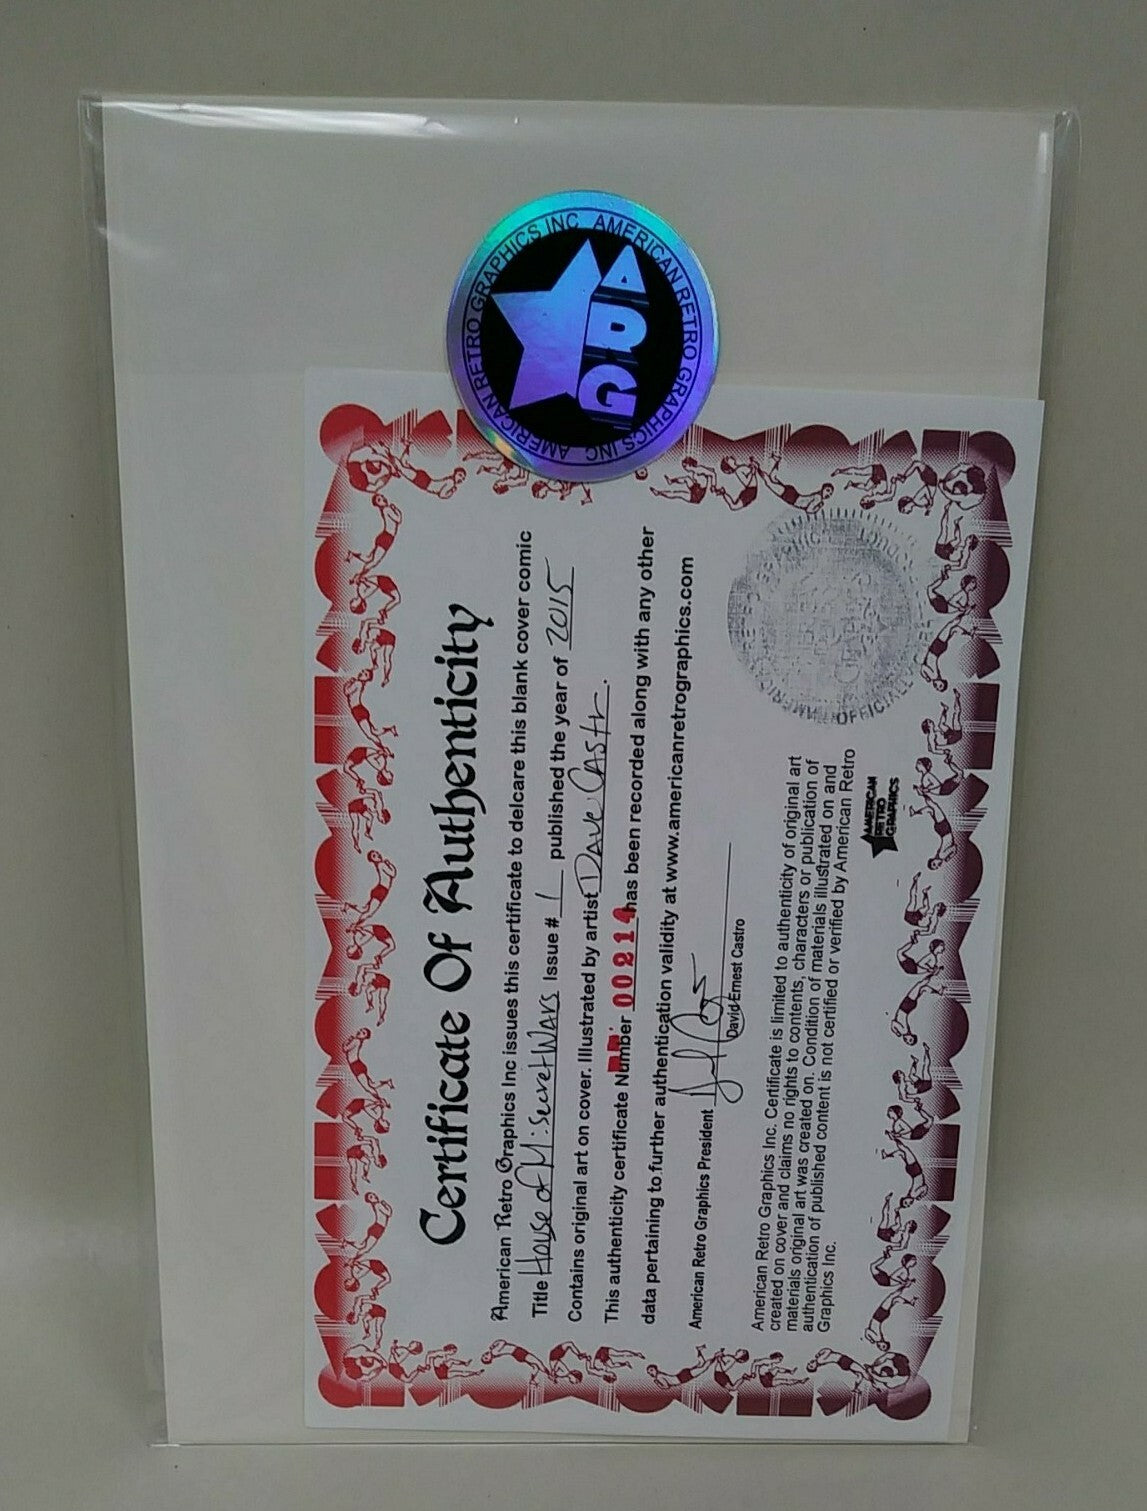 AMERICAN RETRO GRAPHICS INC AMERICAN RETRO GRAPHICS INC
ARG
Certificate Of Authenticity
American Retro Graphics Inc issues this certificate to delcare this blank cover comic
Title House of M: Secret Wars Issue # 1 published the year of 2015
Contains original art on cover. Illustrated by artist Dave Castr.
This authenticity certificate Number 00214 has been recorded along with any other
data pertaining to further authentication validity at www.americanretrographics.com
American Retro Graphics President
David Ernest Castro
American Retro Graphics Inc. Certificate is limited to authenticity of original art
created on cover and claims no rights to contents, characters or publication of
materials original art was created on. Condition of materials illustrated on and
authentication of published content is not certified or verified by American Retro
Graphics Inc.
AMERICAN
RETRO
GRAPHICS
OFFICIALL